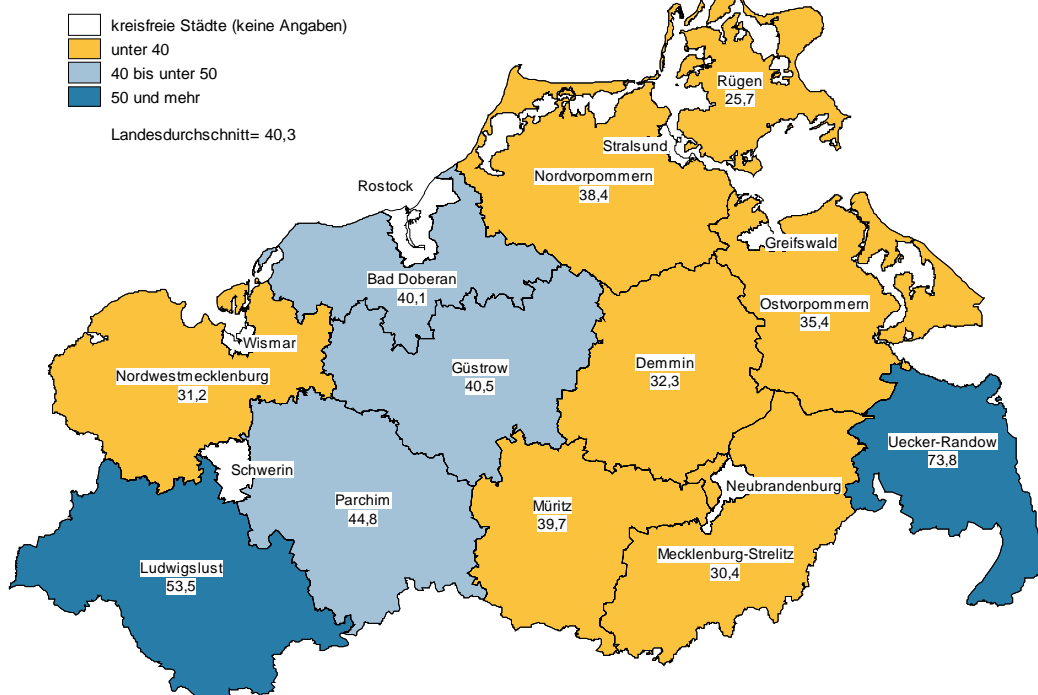 kreisfreie Städte (keine Angaben)
unter 40
40 bis unter 50
50 und mehr
Landesdurchschnitt= 40,3
Rügen
25,7
Stralsund
Nordvorpommern
38,4
Rostock
Greifswald
Bad Doberan
40,1
Ostvorpommern
35,4
Wismar
Nordwestmecklenburg
31,2
Güstrow
40,5
Demmin
32,3
Uecker-Randow
73,8
Schwerin
Neubrandenburg
Parchim
44,8
Müritz
39,7
Mecklenburg-Strelitz
30,4
Ludwigslust
53,5